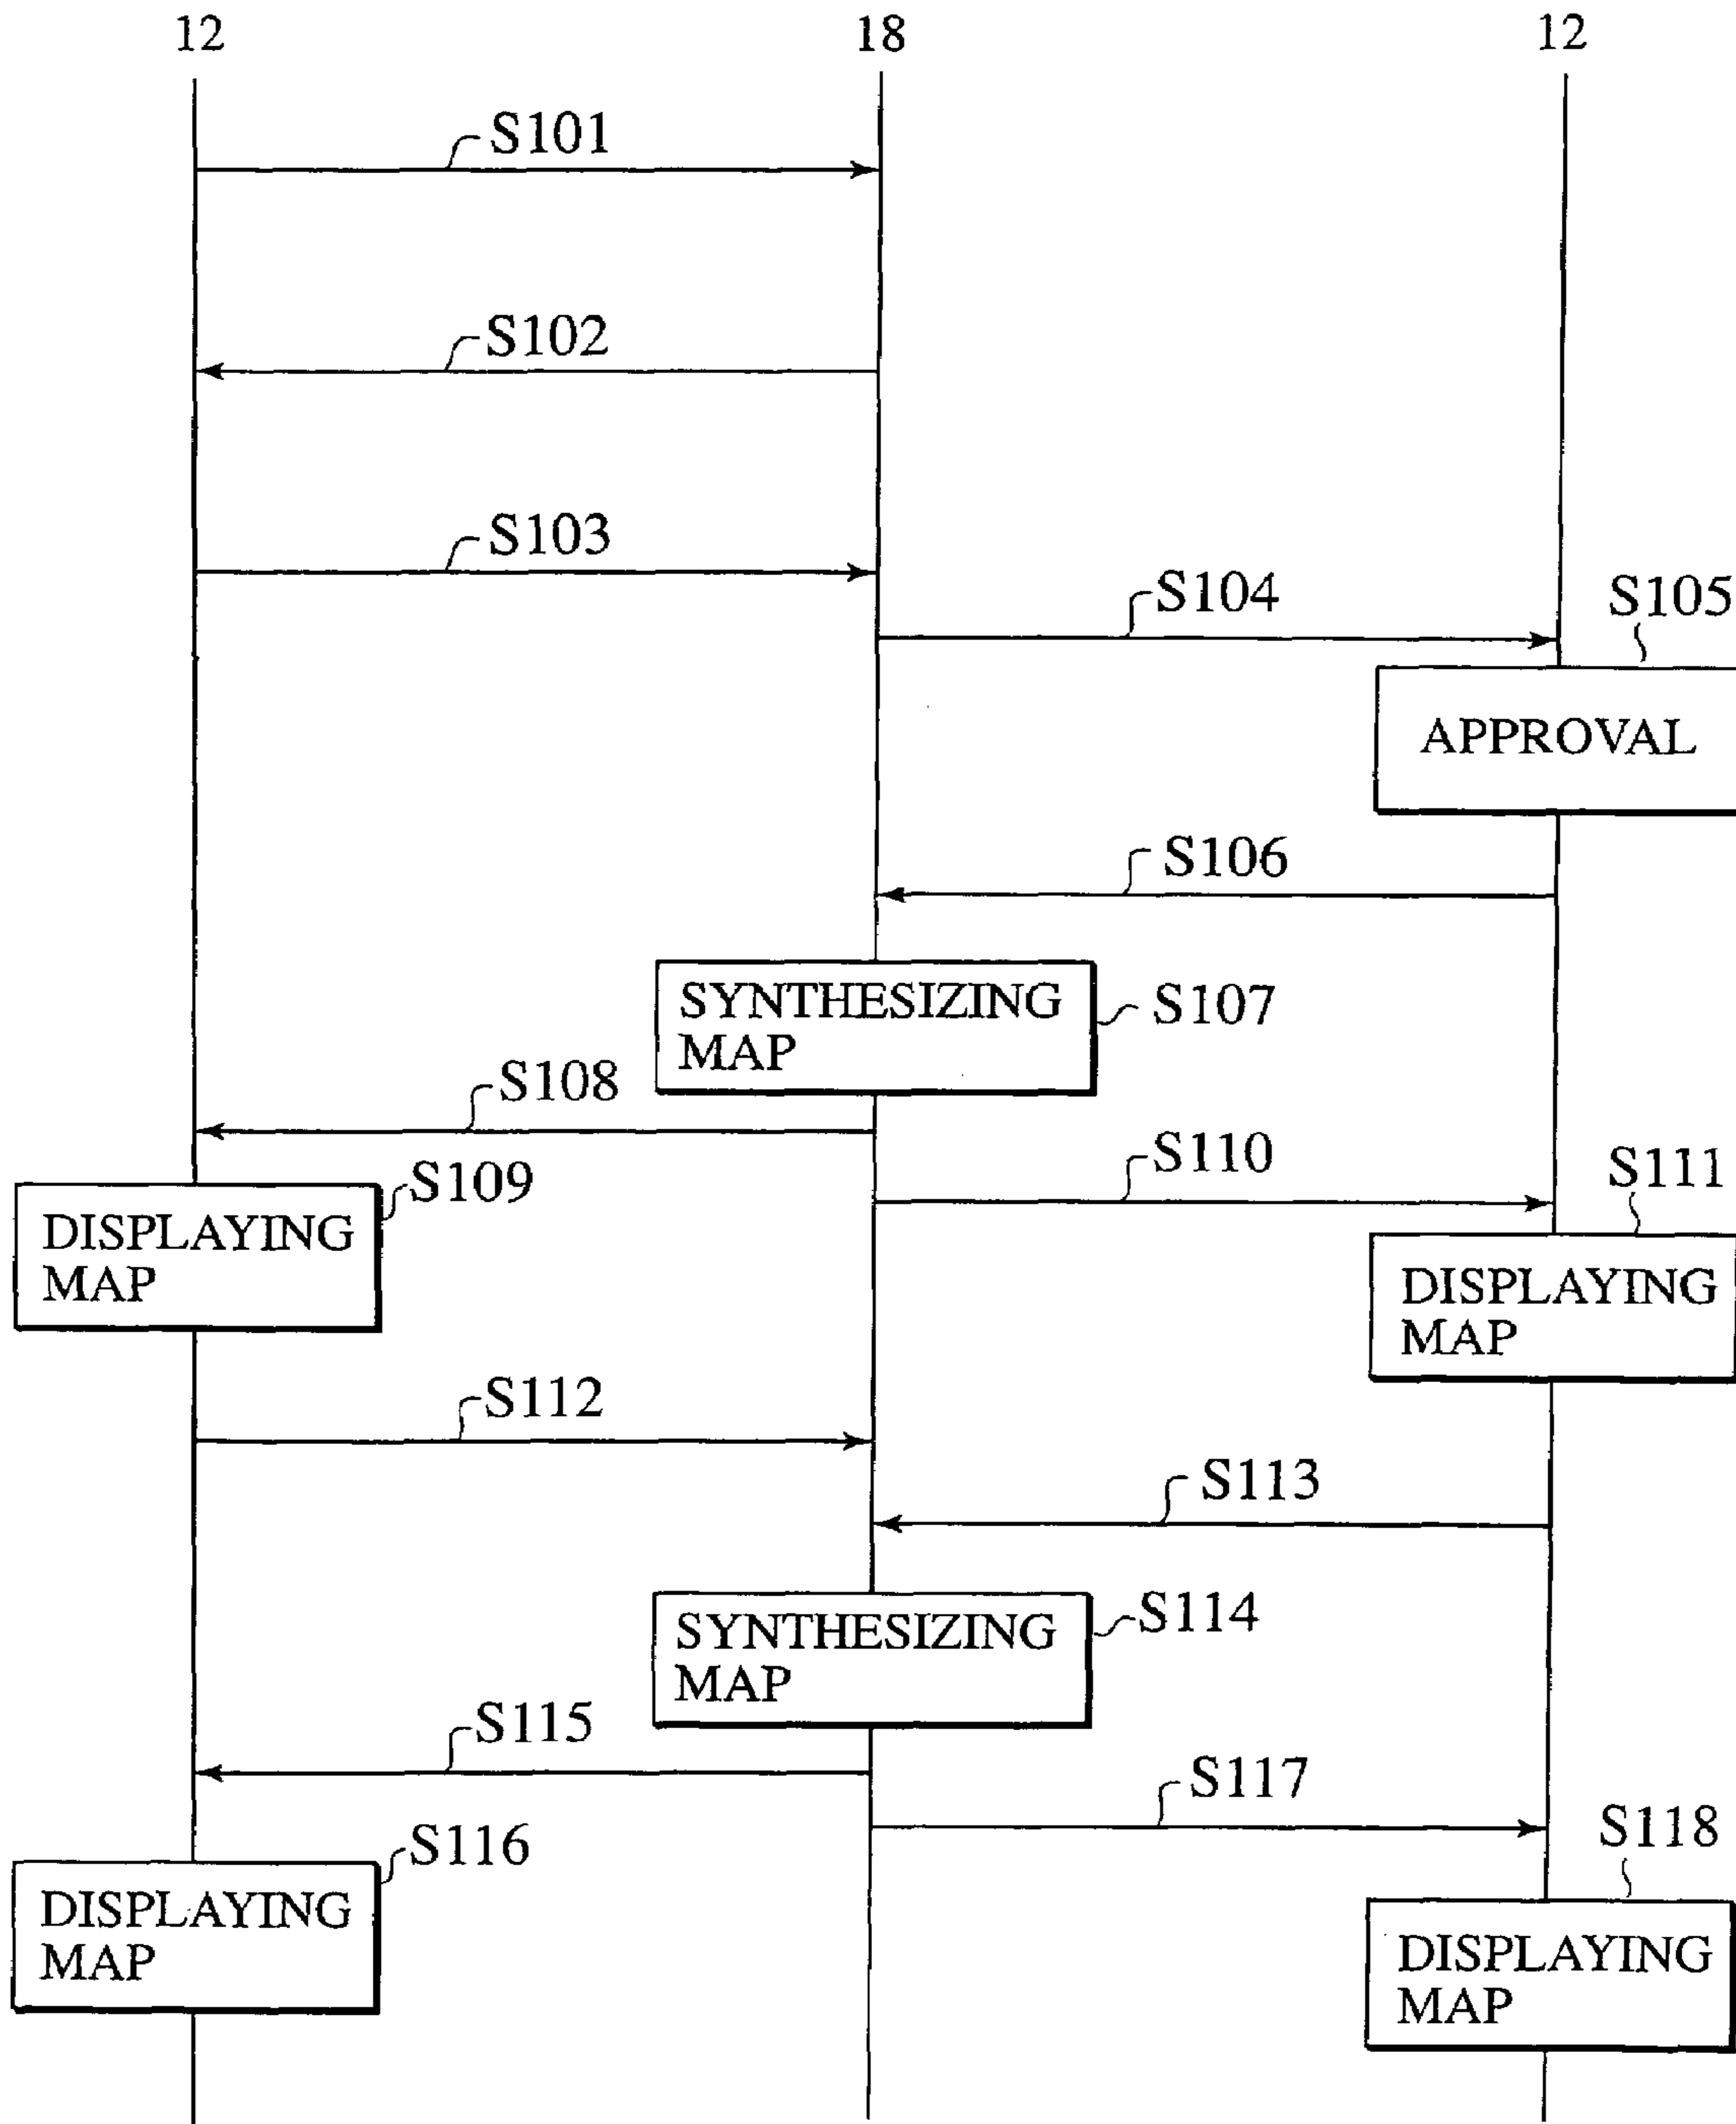 12
18
12
S101
S102
S103
S104
S105
APPROVAL
S106
SYNTHESIZING
MAP
S107
S108
S109
DISPLAYING
MAP
S110
S111
DISPLAYING
MAP
S112
S113
SYNTHESIZING
MAP
S114
S115
S117
S116
DISPLAYING
MAP
S118
DISPLAYING
MAP